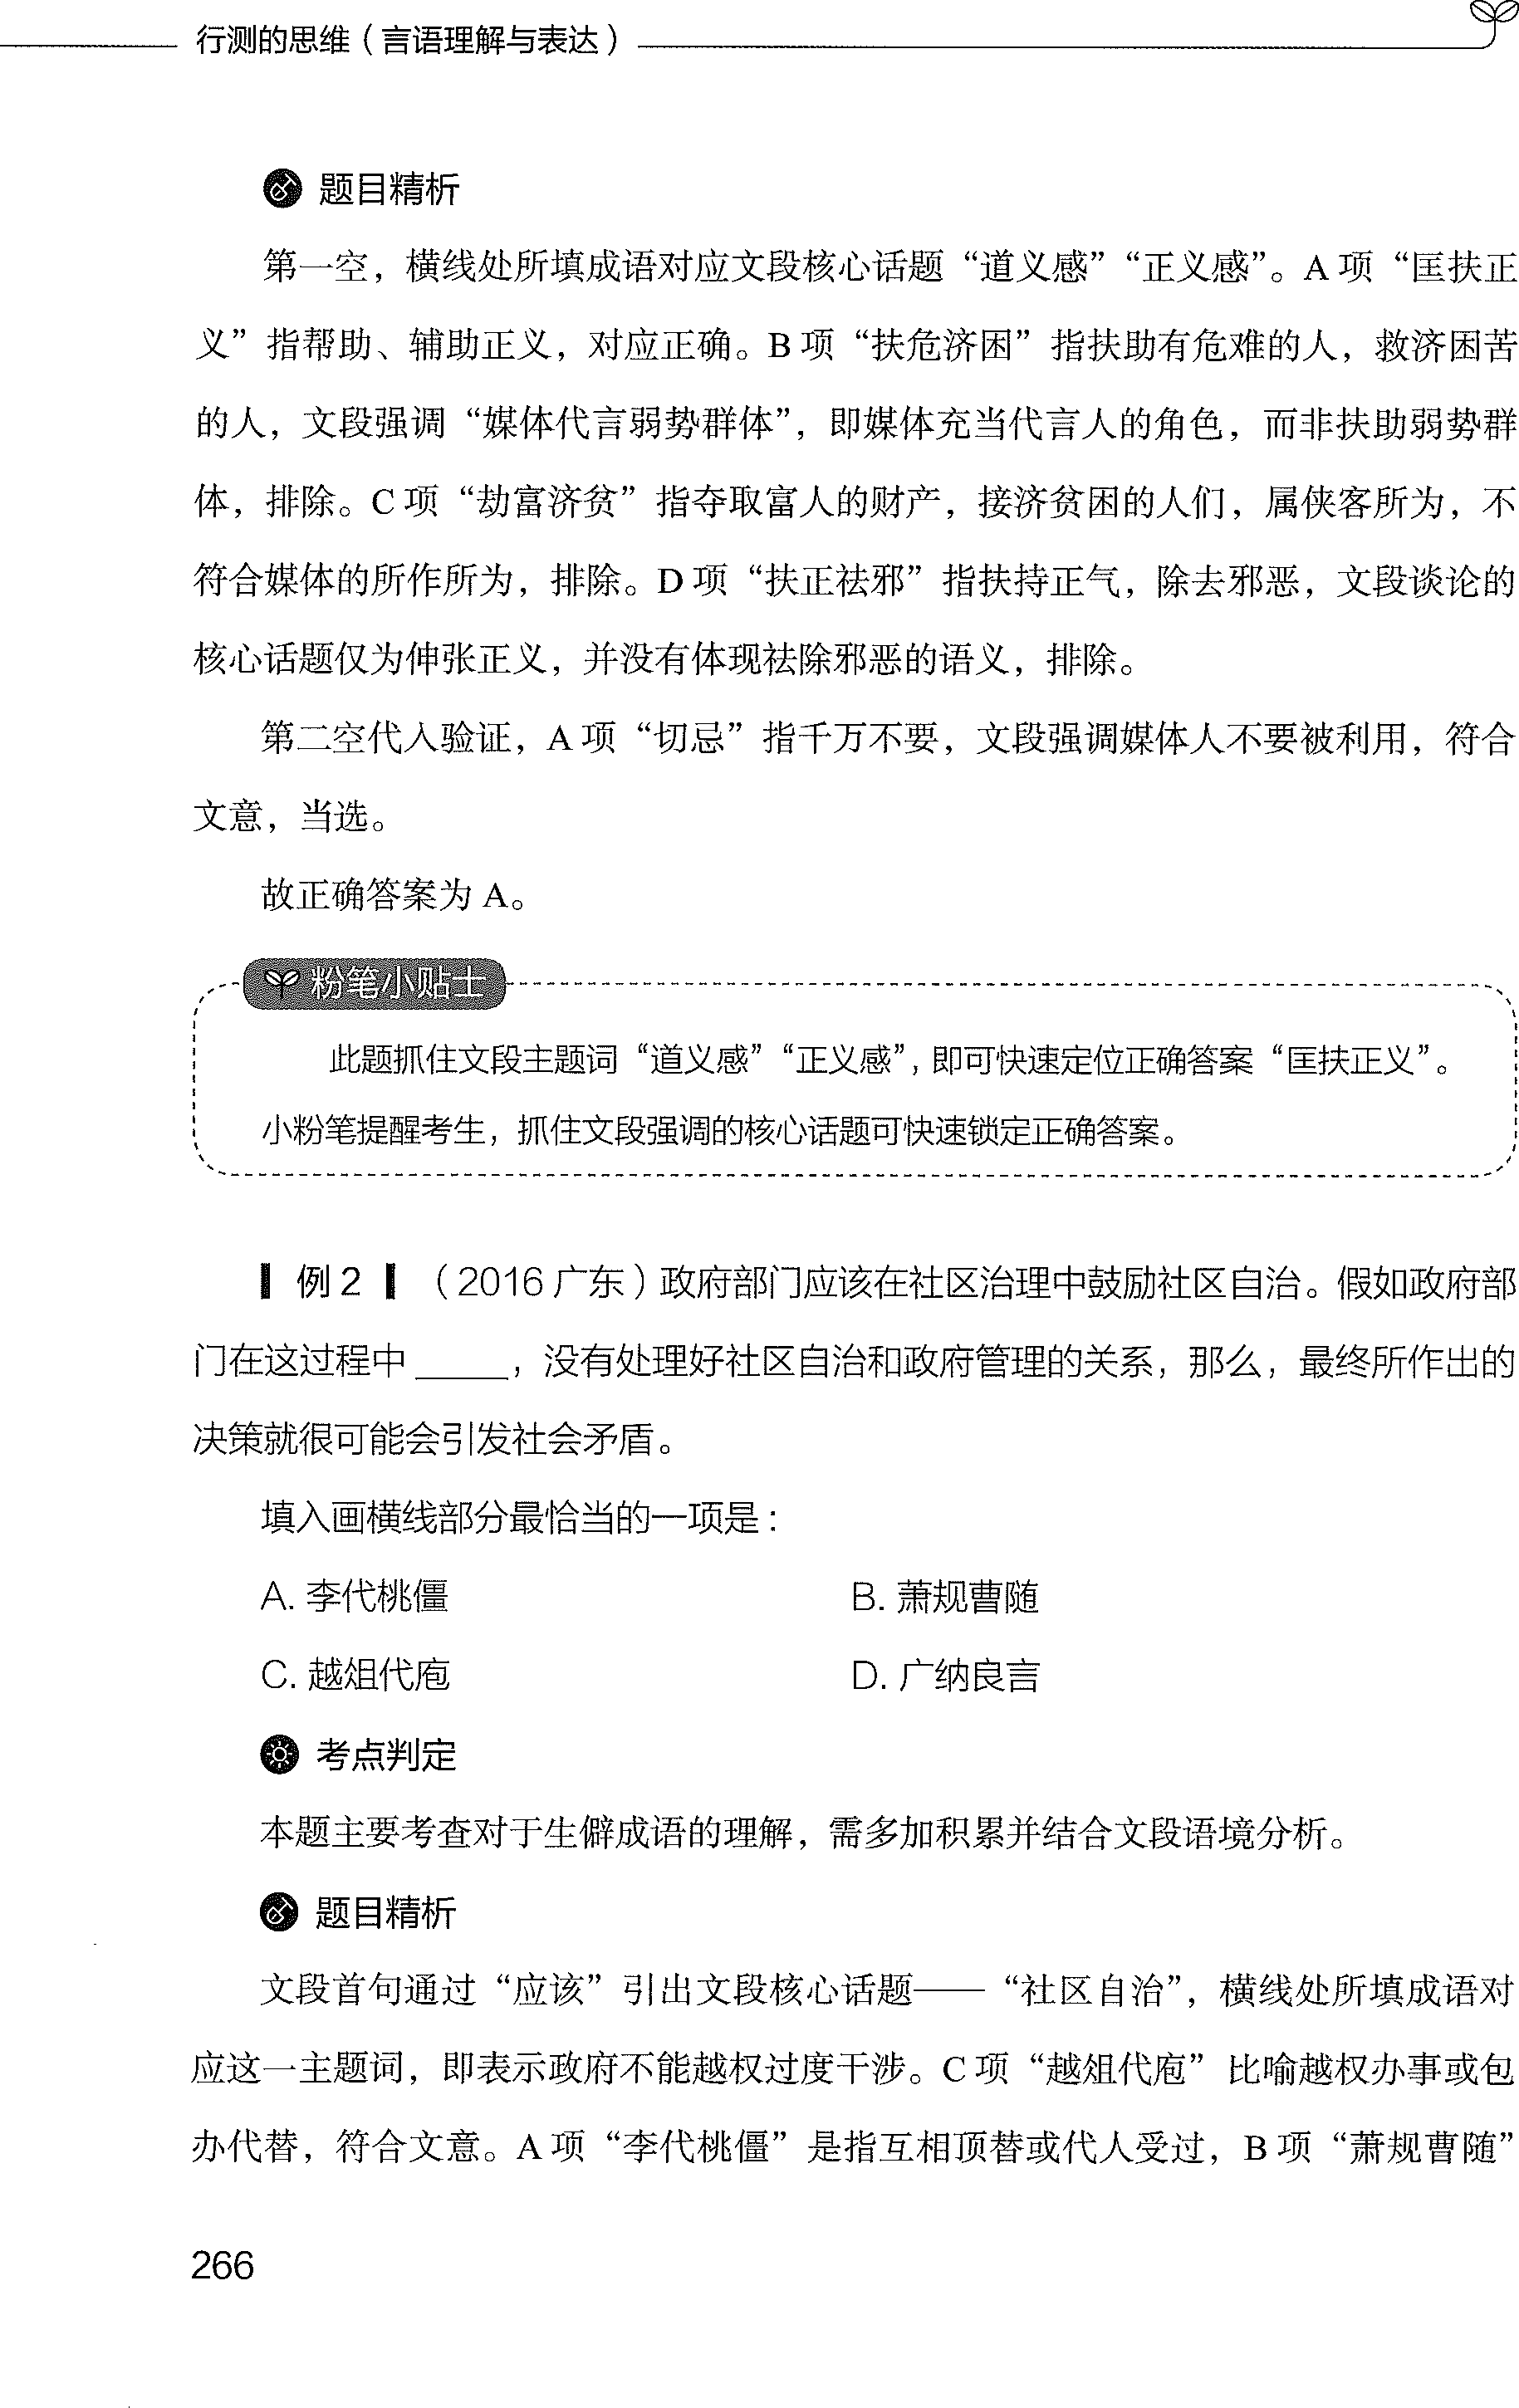 行测的思维（言语理解与表达）
题目精析
第一空，横线处所填成语对应文段核心话题“道义感”“正义感”。A 项“匡扶正
义”指帮助、辅助正义，对应正确。B 项“扶危济困”指扶助有危难的人，救济困苦
的人，文段强调“媒体代言弱势群体”，即媒体充当代言人的角色，而非扶助弱势群
体，排除。C 项“劫富济贫”指夺取富人的财产，接济贫困的人们，属侠客所为，不
符合媒体的所作所为，排除。D 项“扶正祛邪”指扶持正气，除去邪恶，文段谈论的
核心话题仅为伸张正义，并没有体现祛除邪恶的语义，排除。
第二空代入验证，A 项“切忌”指千万不要，文段强调媒体人不要被利用，符合
文意，当选。
故正确答案为 A。
粉笔小贴士
此题抓住文段主题词“道义感”“正义感”，即可快速定位正确答案“匡扶正义”。
小粉笔提醒考生，抓住文段强调的核心话题可快速锁定正确答案。
例 2 （2016 广东）政府部门应该在社区治理中鼓励社区自治。假如政府部
门在这过程中_____，没有处理好社区自治和政府管理的关系，那么，最终所作出的
决策就很可能会引发社会矛盾。
填入画横线部分最恰当的一项是：
A. 李代桃僵 B. 萧规曹随
C. 越俎代庖 D. 广纳良言
考点判定
本题主要考查对于生僻成语的理解，需多加积累并结合文段语境分析。
题目精析
文段首句通过“应该”引出文段核心话题——“社区自治”，横线处所填成语对
应这一主题词，即表示政府不能越权过度干涉。C 项“越俎代庖”比喻越权办事或包
办代替，符合文意。A 项“李代桃僵”是指互相顶替或代人受过，B 项“萧规曹随”
266